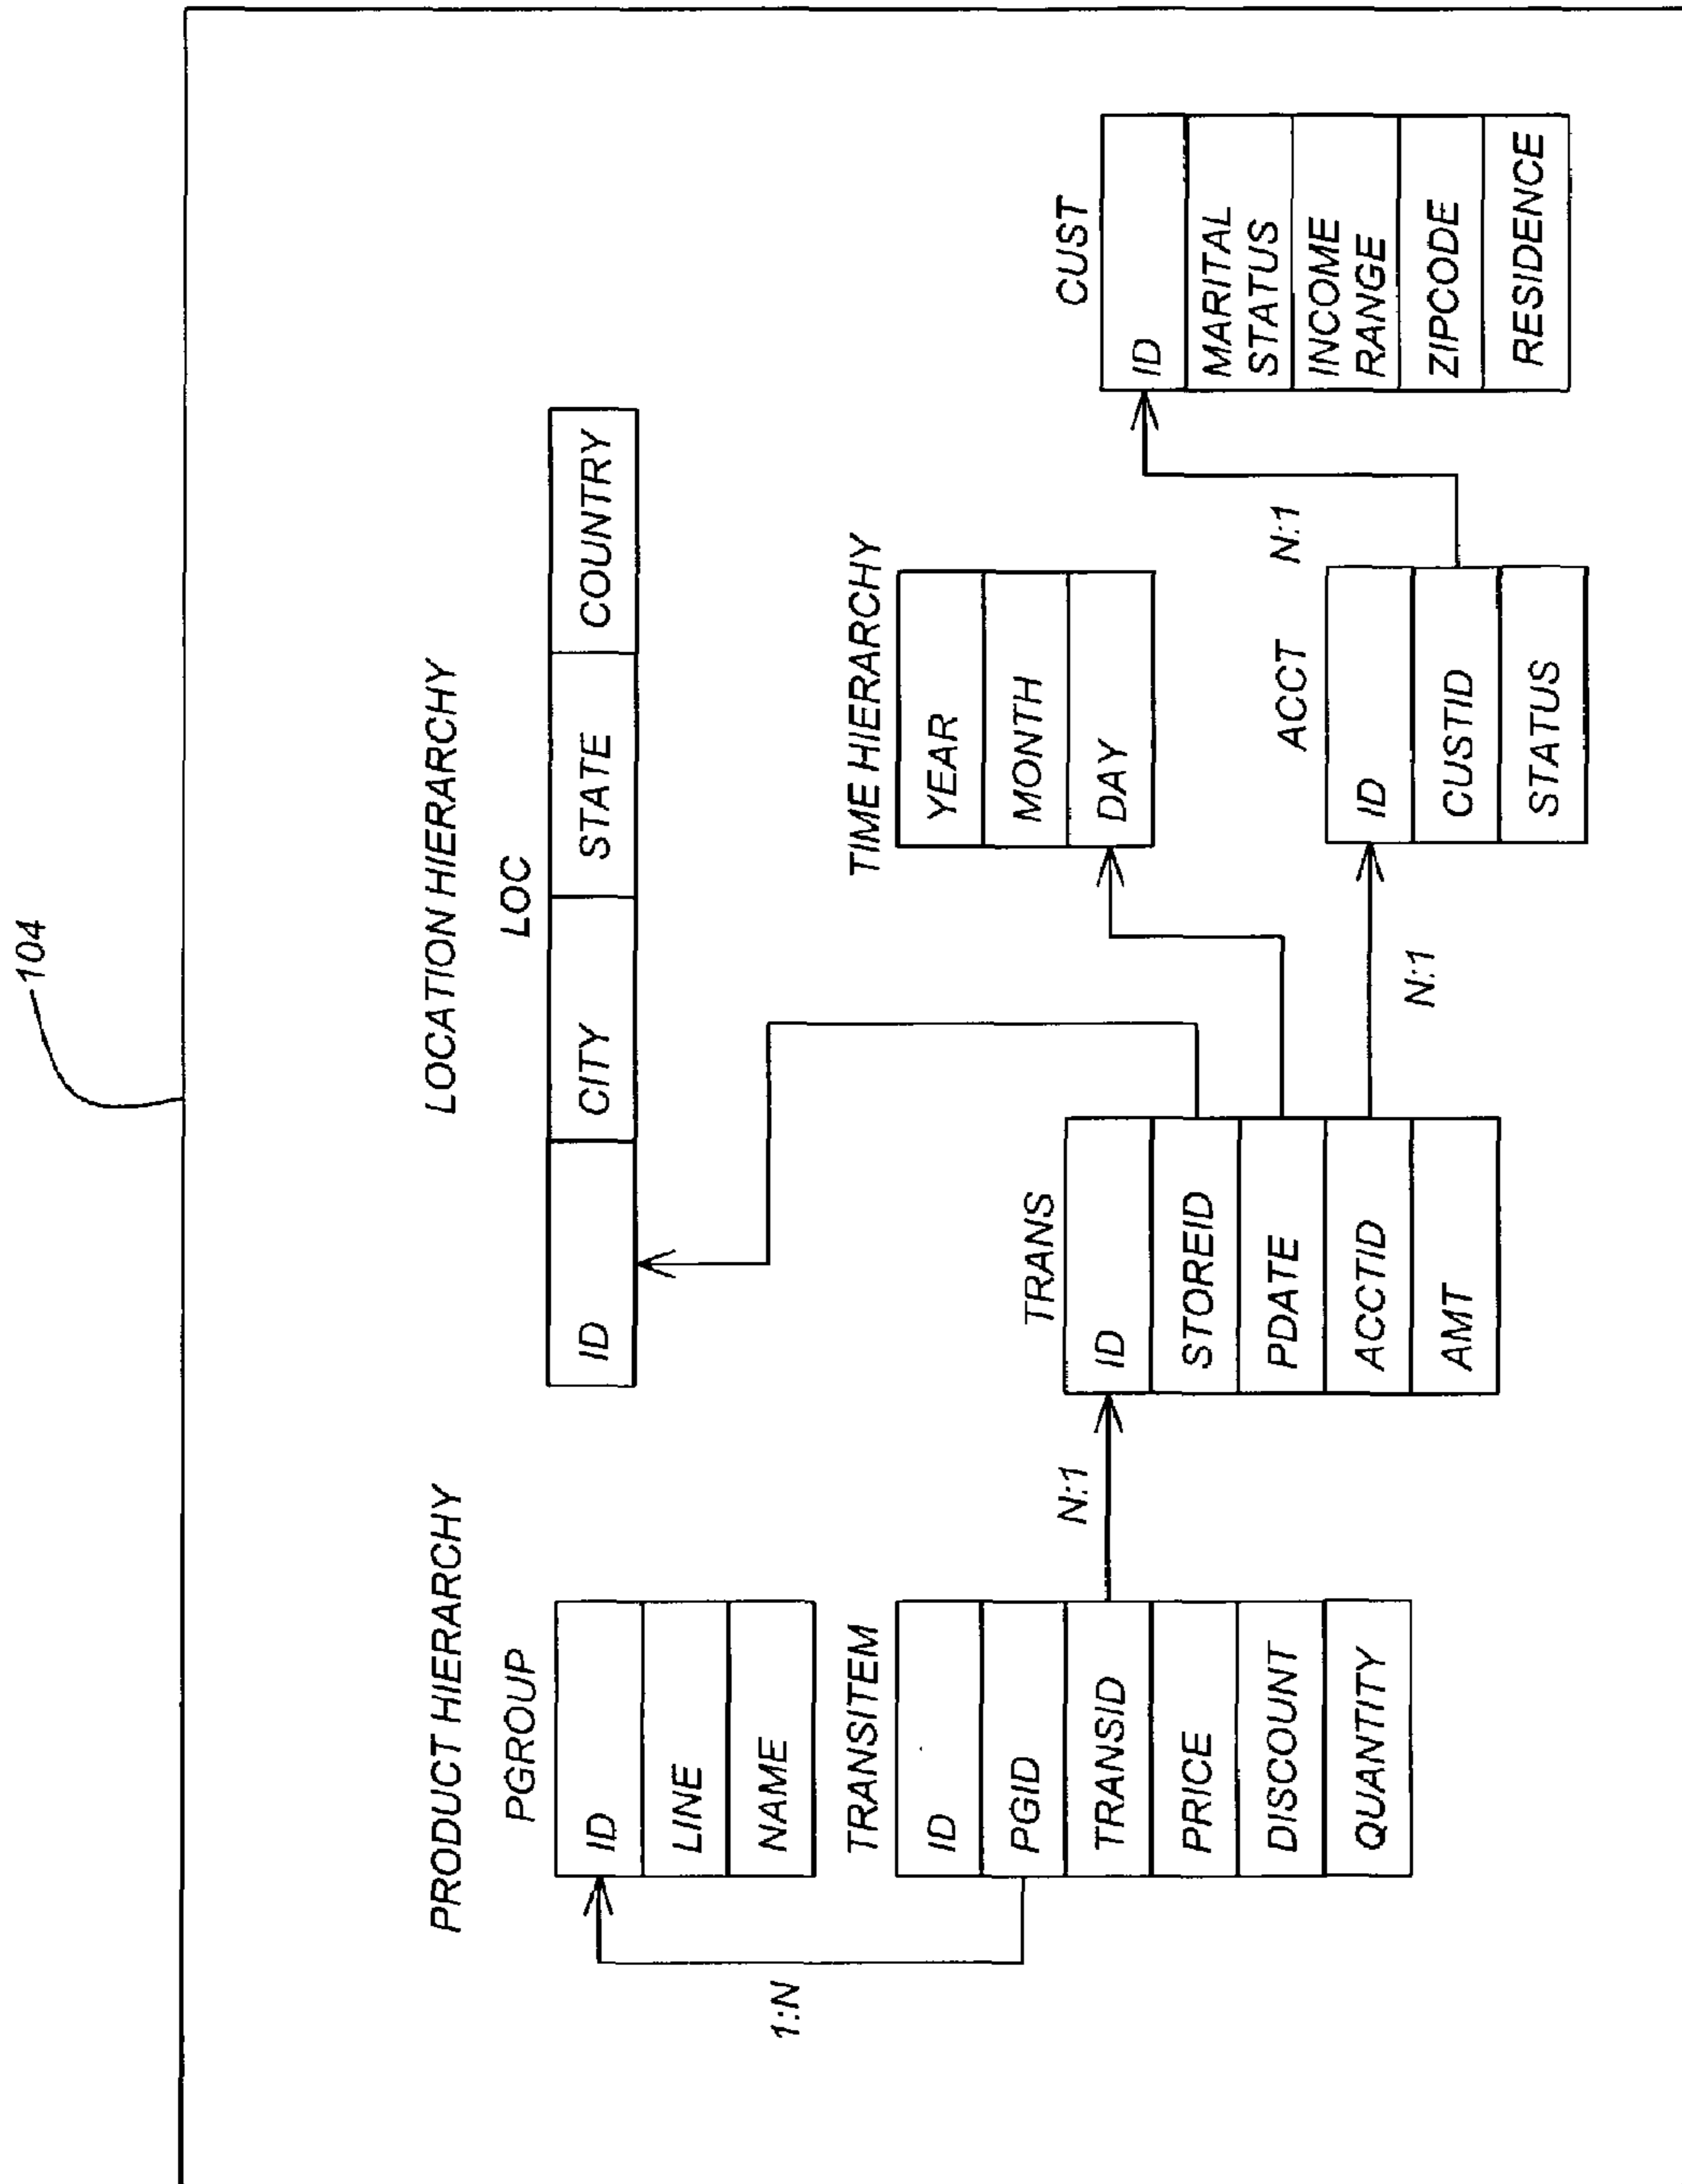 104
PRODUCT HIERARCHY
PGROUP
ID
LINE
NAME
1:N
TRANSITEM
ID
PGID
TRANSID
PRICE
DISCOUNT
QUANTITY
N:1
LOCATION HIERARCHY
LOC
ID
CITY
STATE
COUNTRY
TRANS
ID
STOREID
PDATE
ACCTID
AMT
N:1
TIME HIERARCHY
YEAR
MONTH
DAY
ACCT
ID
CUSTID
STATUS
N:1
CUST
ID
MARITAL
STATUS
INCOME
RANGE
ZIPCODE
RESIDENCE